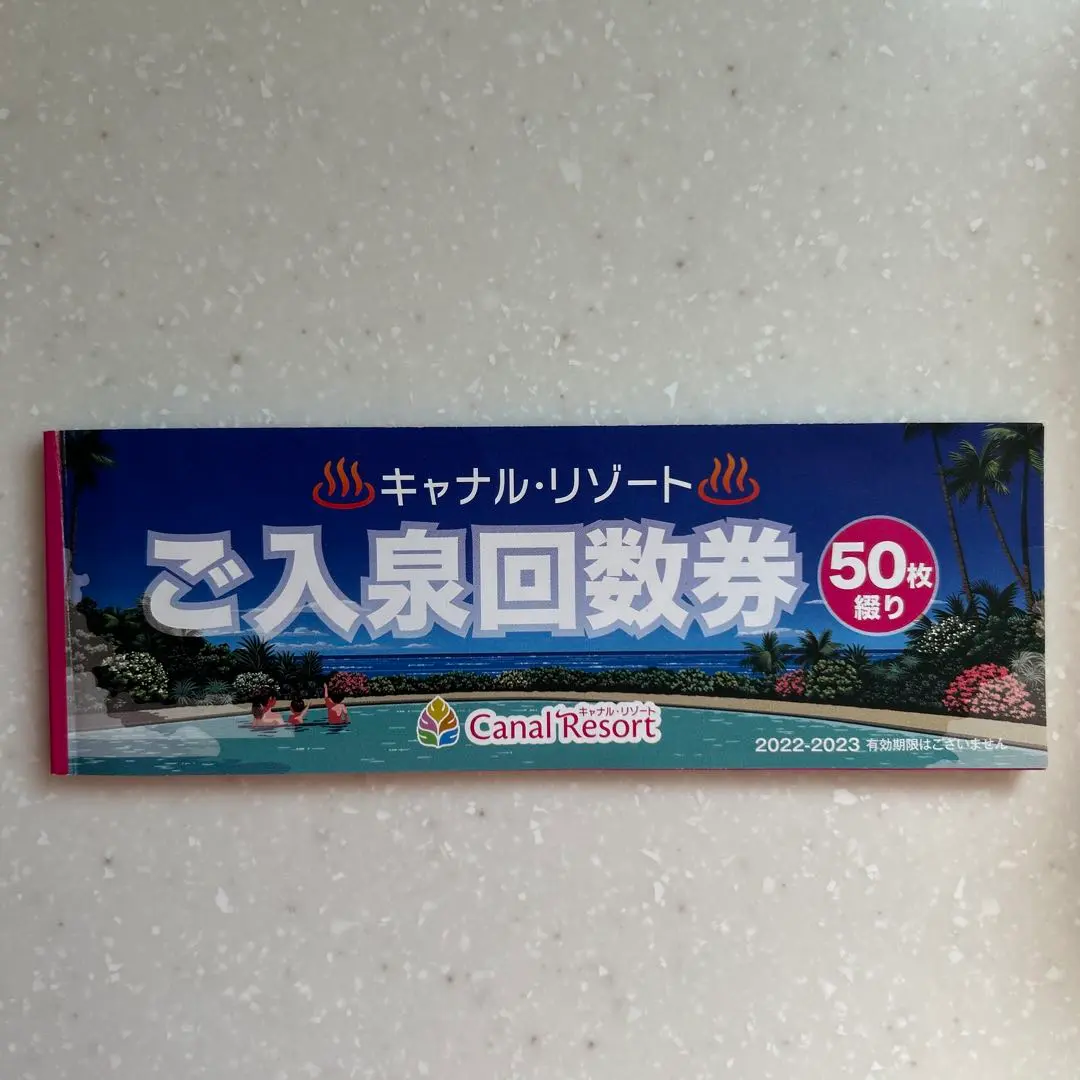 キャナル・リゾート
ご入泉回数券
50枚
綴り
キャナル・リゾート
Canal Resort
2022-2023 有効期限はございません